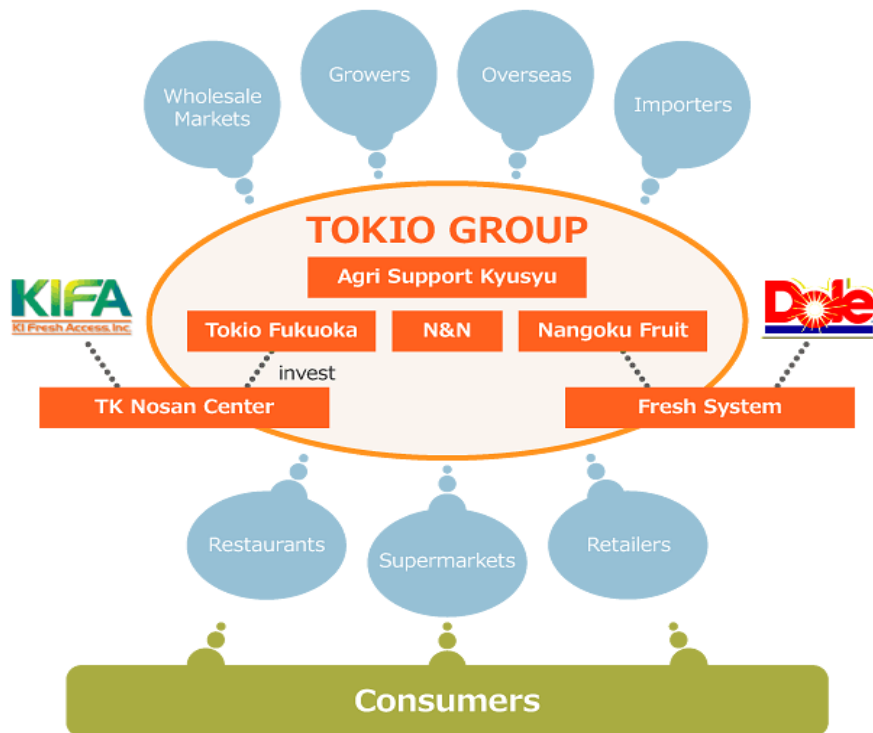 Wholesale
Markets
Growers
Overseas
Importers
TOKIO GROUP
Agri Support Kyusyu
KIFA
KI Fresh Access, Inc.
Dole
Tokio Fukuoka
N&N
Nangoku Fruit
invest
TK Nosan Center
Fresh System
Restaurants
Supermarkets
Retailers
Consumers